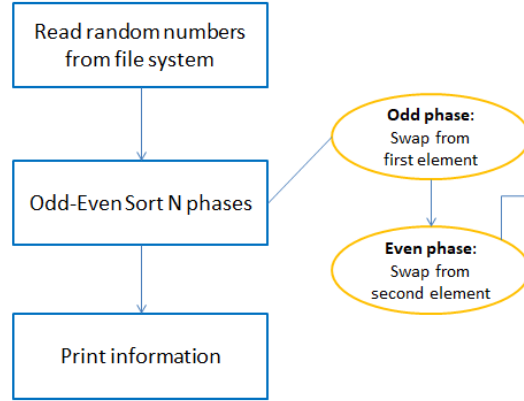 Read random numbers
from file system
Odd-Even Sort N phases
Print information
Odd phase:
Swap from
first element
Even phase:
Swap from
second element